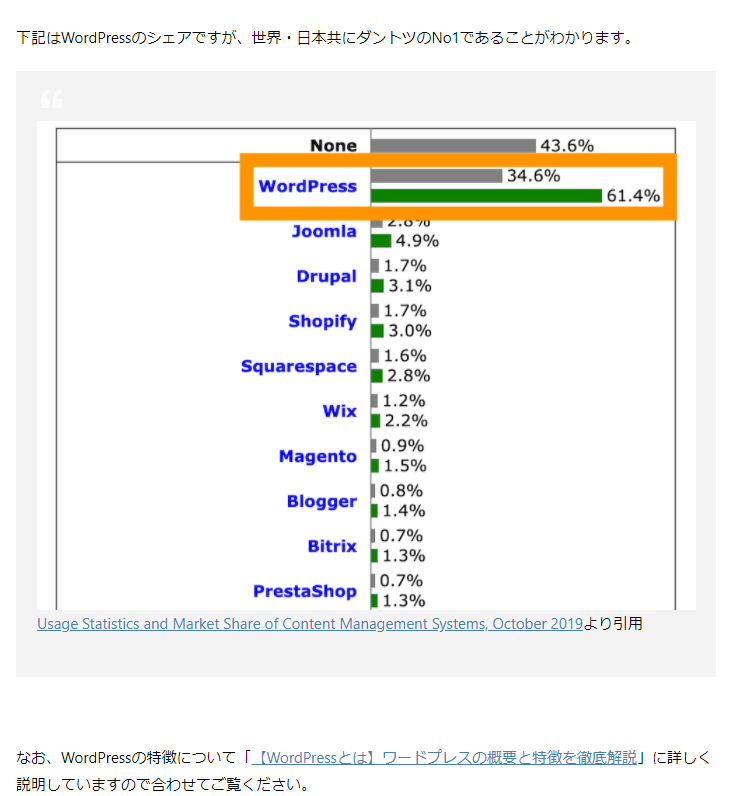 下記はWordPressのシェアですが、世界・日本共にダントツのNo1であることがわかります。
None 43.6%
WordPress 34.6%
61.4%
Joomla 2.8%
4.9%
Drupal 1.7%
3.1%
Shopify 1.7%
3.0%
Squarespace 1.6%
2.8%
Wix 1.2%
2.2%
Magento 0.9%
1.5%
Blogger 0.8%
1.4%
Bitrix 0.7%
1.3%
PrestaShop 0.7%
1.3%
Usage Statistics and Market Share of Content Management Systems, October 2019より引用
なお、WordPressの特徴について「【WordPressとは】ワードプレスの概要と特徴を徹底解説」に詳しく
説明していますので合わせてご覧ください。